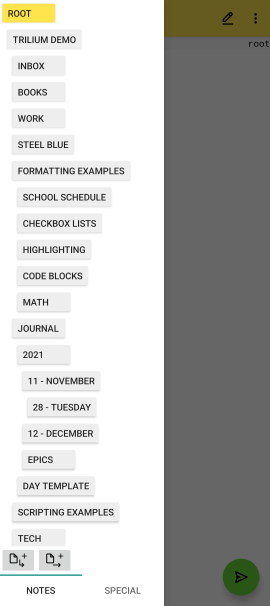 ROOT
root
TRILIUM DEMO
INBOX
BOOKS
WORK
STEEL BLUE
FORMATTING EXAMPLES
SCHOOL SCHEDULE
CHECKBOX LISTS
HIGHLIGHTING
CODE BLOCKS
MATH
JOURNAL
2021
11 - NOVEMBER
28 - TUESDAY
12 - DECEMBER
EPICS
DAY TEMPLATE
SCRIPTING EXAMPLES
TECH
NOTES SPECIAL